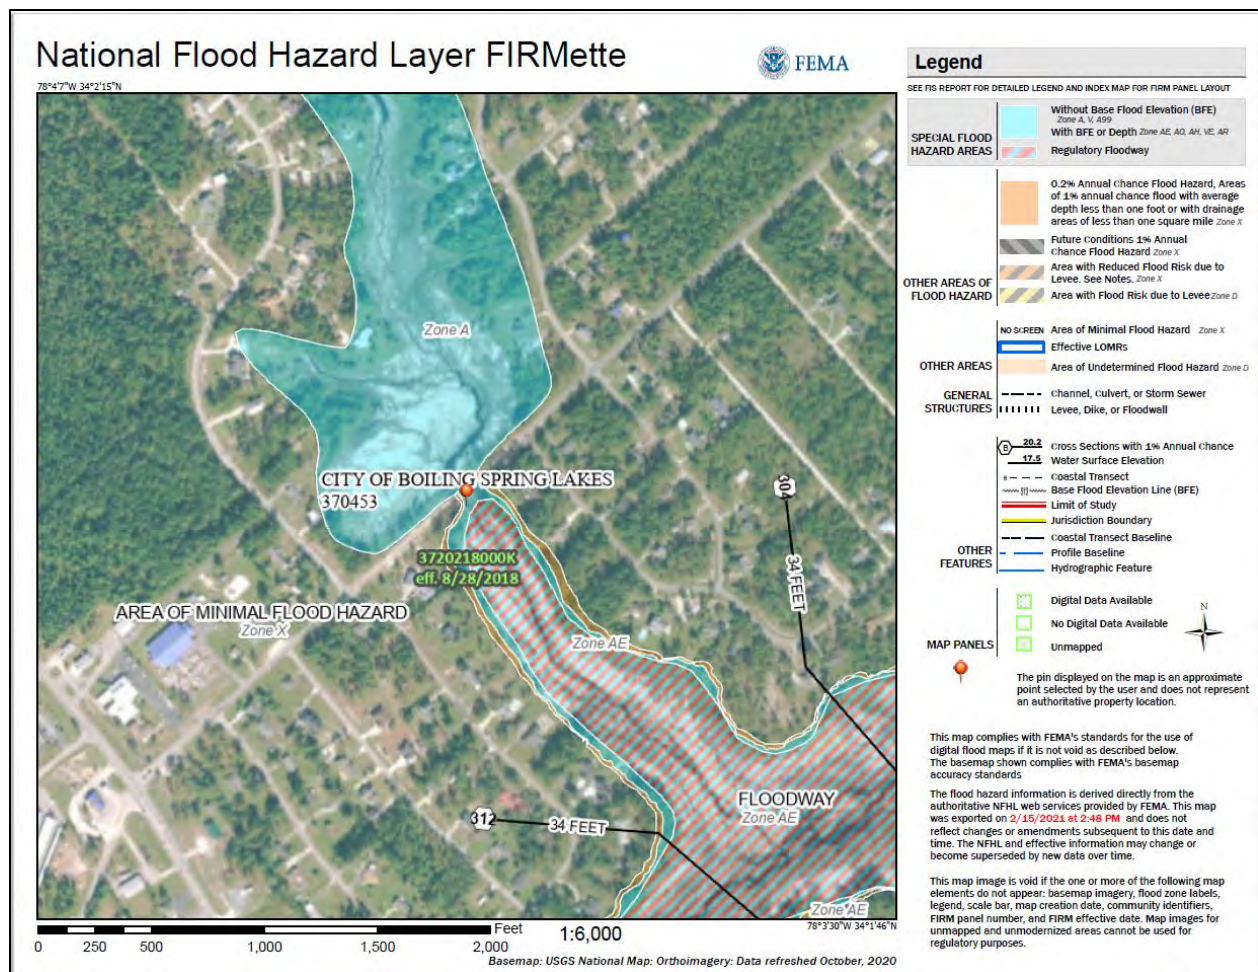 National Flood Hazard Layer FIRMette
FEMA
78°4'7"W 34°2'15"N
Zone A
CITY OF BOILING SPRING LAKES
370453
3720218000K
eff. 8/28/2018
AREA OF MINIMAL FLOOD HAZARD
Zone X
Zone AE
304
34 FEET
312
34 FEET
FLOODWAY
Zone AE
Zone AE
Feet
1:6,000
78°3'30"W 34°1'46"N
0
250
500
1,000
1,500
2,000
Basemap: USGS National Map: Orthoimagery: Data refreshed October, 2020
Legend
SEE FIS REPORT FOR DETAILED LEGEND AND INDEX MAP FOR FIRM PANEL LAYOUT
SPECIAL FLOOD
HAZARD AREAS
Without Base Flood Elevation (BFE)
Zone A, V, A99
With BFE or Depth Zone AE, AO, AH, VE, AR
Regulatory Floodway
OTHER AREAS OF
FLOOD HAZARD
0.2% Annual Chance Flood Hazard, Areas
of 1% annual chance flood with average
depth less than one foot or with drainage
areas of less than one square mile Zone X
Future Conditions 1% Annual
Chance Flood Hazard Zone X
Area with Reduced Flood Risk due to
Levee. See Notes. Zone X
Area with Flood Risk due to Levee Zone D
OTHER AREAS
NO SCREEN Area of Minimal Flood Hazard Zone X
Effective LOMRs
Area of Undetermined Flood Hazard Zone D
GENERAL
STRUCTURES
Channel, Culvert, or Storm Sewer
Levee, Dike, or Floodwall
OTHER
FEATURES
B 20.2 Cross Sections with 1% Annual Chance
17.5 Water Surface Elevation
8 Coastal Transect
513 Base Flood Elevation Line (BFE)
Limit of Study
Jurisdiction Boundary
Coastal Transect Baseline
Profile Baseline
Hydrographic Feature
MAP PANELS
Digital Data Available
No Digital Data Available
Unmapped
N
The pin displayed on the map is an approximate
point selected by the user and does not represent
an authoritative property location.
This map complies with FEMA's standards for the use of
digital flood maps if it is not void as described below.
The basemap shown complies with FEMA's basemap
accuracy standards
The flood hazard information is derived directly from the
authoritative NFHL web services provided by FEMA. This map
was exported on 2/15/2021 at 2:48 PM and does not
reflect changes or amendments subsequent to this date and
time. The NFHL and effective information may change or
become superseded by new data over time.
This map image is void if the one or more of the following map
elements do not appear: basemap imagery, flood zone labels,
legend, scale bar, map creation date, community identifiers,
FIRM panel number, and FIRM effective date. Map images for
unmapped and unmodernized areas cannot be used for
regulatory purposes.